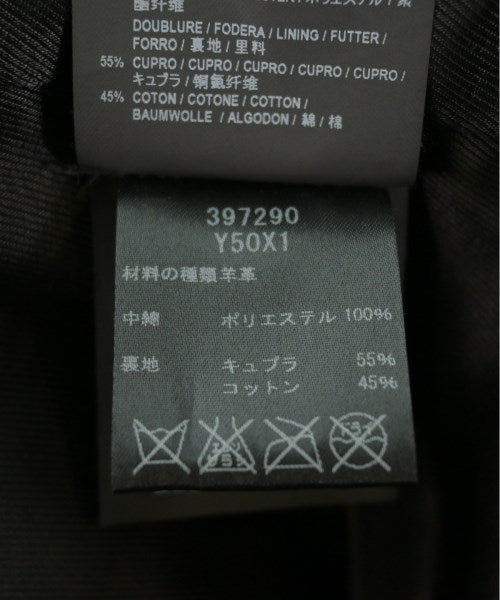 酯纤维
DOUBLURE / FODERA / LINING / FUTTER /
FORRO / 裏地 / 里料
55% CUPRO / CUPRO / CUPRO / CUPRO / CUPRO /
キュプラ / 铜氨纤维
45% COTON / COTONE / COTTON /
BAUMWOLLE / ALGODON / 綿 / 棉
397290
Y50X1
材料の種類羊革
中綿 ポリエステル 100%
裏地 キュプラ 55%
コットン 45%